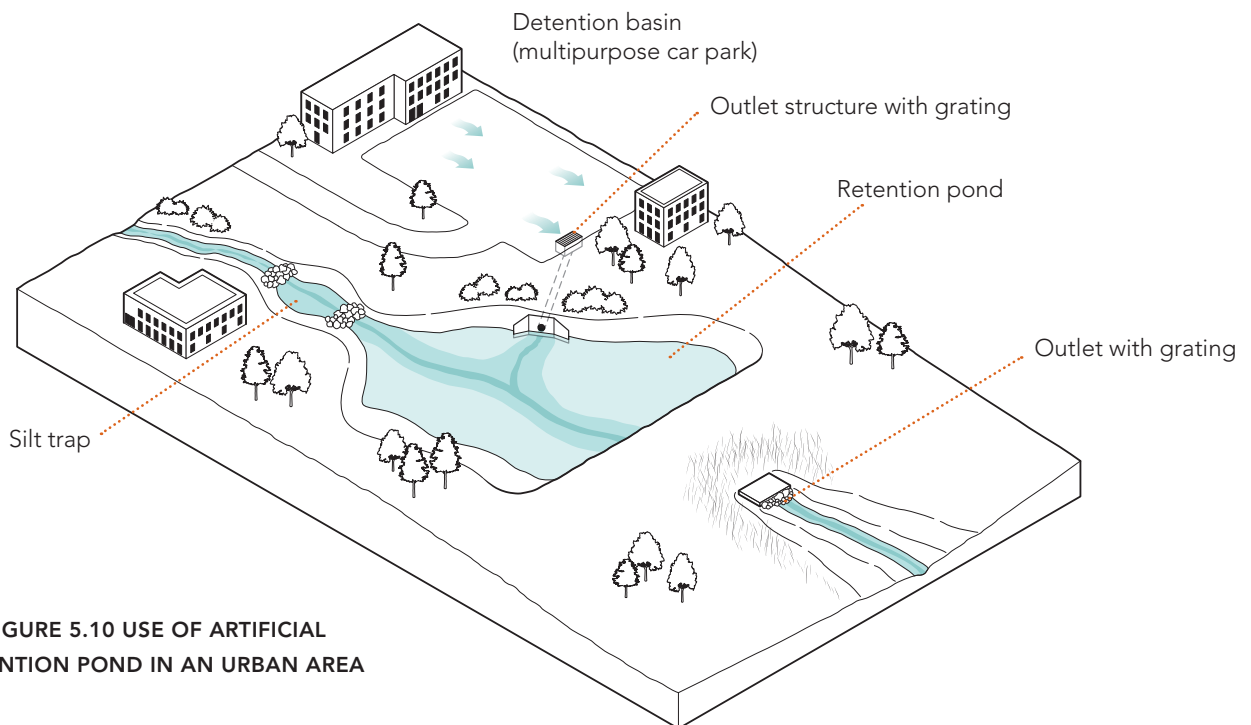 Detention basin
(multipurpose car park)
Outlet structure with grating
Retention pond
Outlet with grating
Silt trap
GURE 5.10 USE OF ARTIFICIAL
NTION POND IN AN URBAN AREA